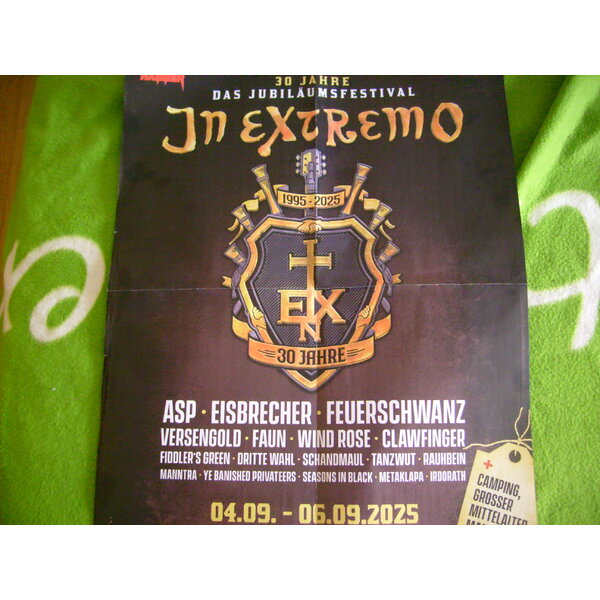 30 JAHRE
DAS JUBILÄUMSFESTIVAL
IN EXTREMO
1995-2025
IN
EX
30 JAHRE
ASP · EISBRECHER · FEUERSCHWANZ
VERSENGOLD · FAUN · WIND ROSE · CLAWFINGER
FIDDLER'S GREEN · DRITTE WAHL · SCHANDMAUL · TANZWUT · RAUHBEIN
MANNTRA · YE BANISHED PRIVATEERS · SEASONS IN BLACK · METAKLAPA · IRDORATH
04.09. - 06.09.2025
CAMPING,
GROSSER
MITTELALTER